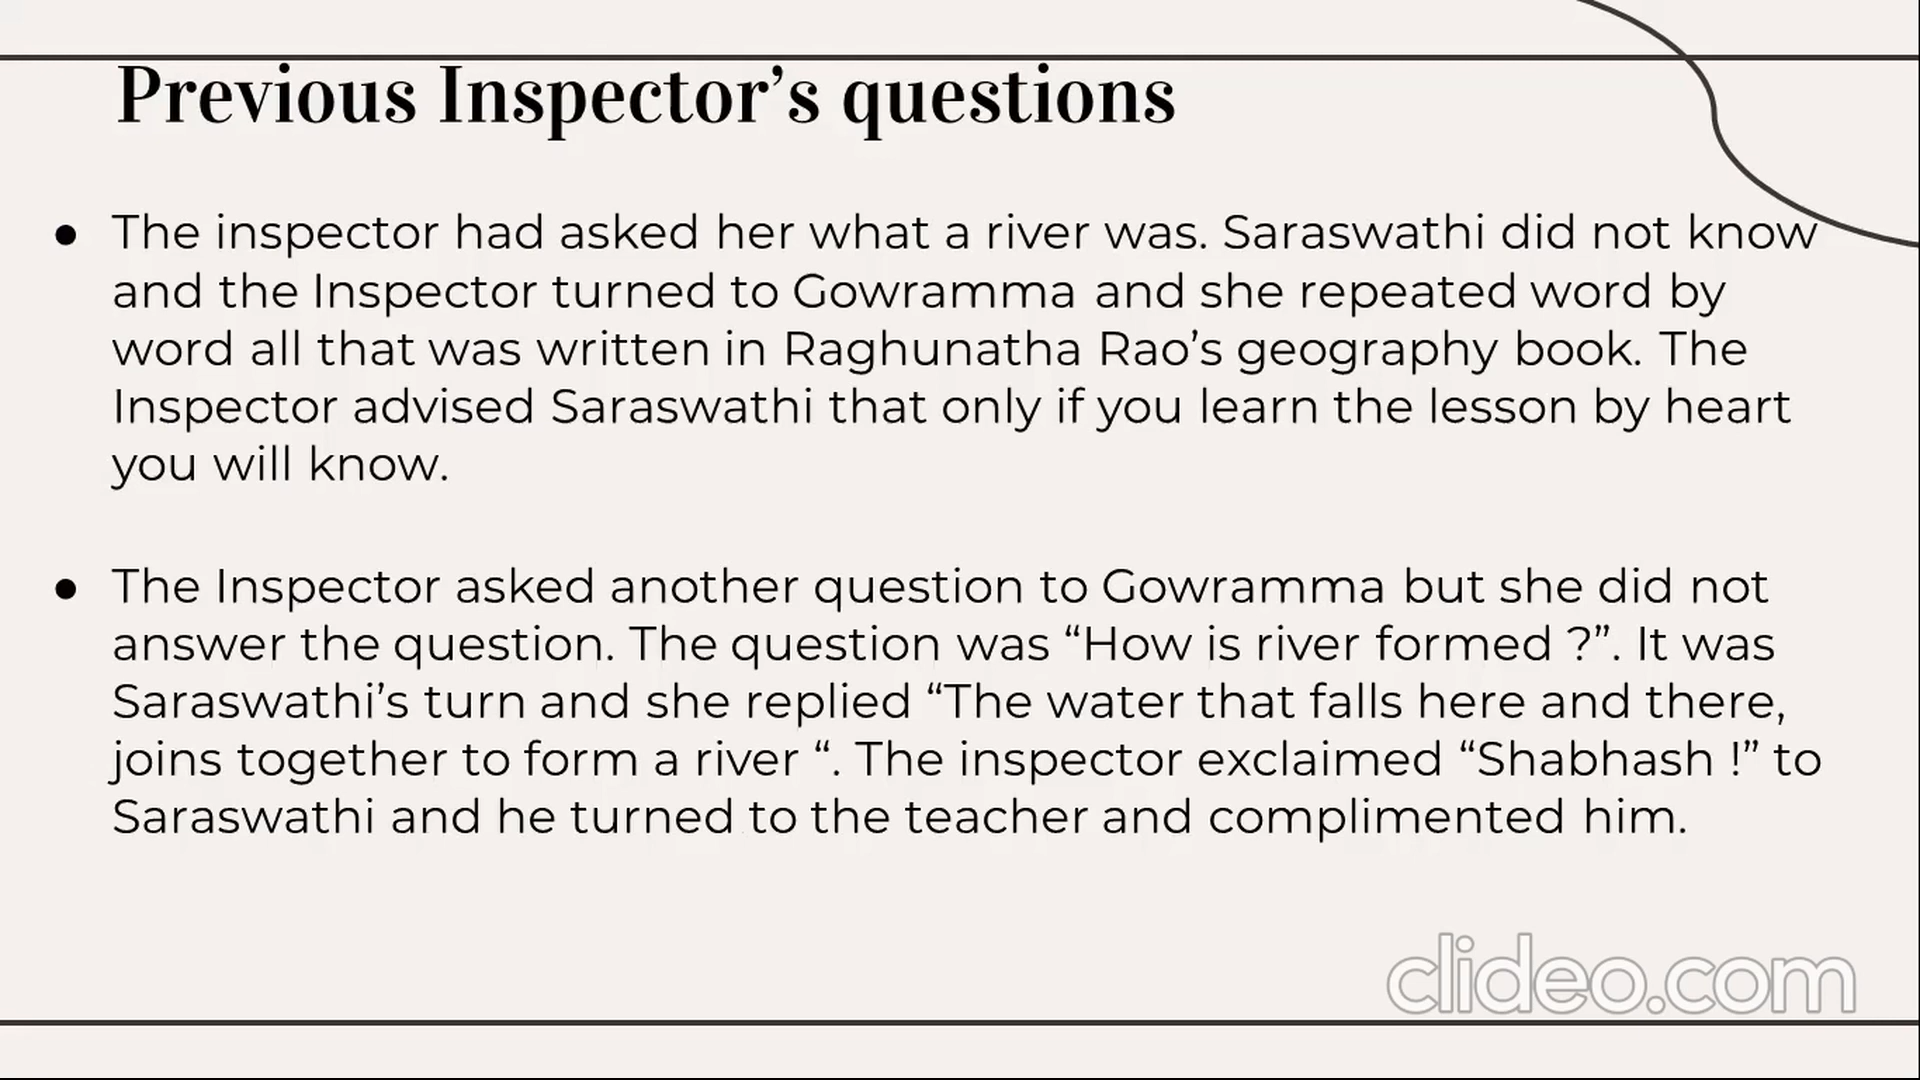 Previous Inspector’s questions
● The inspector had asked her what a river was. Saraswathi did not know
and the Inspector turned to Gowramma and she repeated word by
word all that was written in Raghunatha Rao’s geography book. The
Inspector advised Saraswathi that only if you learn the lesson by heart
you will know.
● The Inspector asked another question to Gowramma but she did not
answer the question. The question was “How is river formed ?”. It was
Saraswathi’s turn and she replied “The water that falls here and there,
joins together to form a river “. The inspector exclaimed “Shabhash !” to
Saraswathi and he turned to the teacher and complimented him.
clideo.com